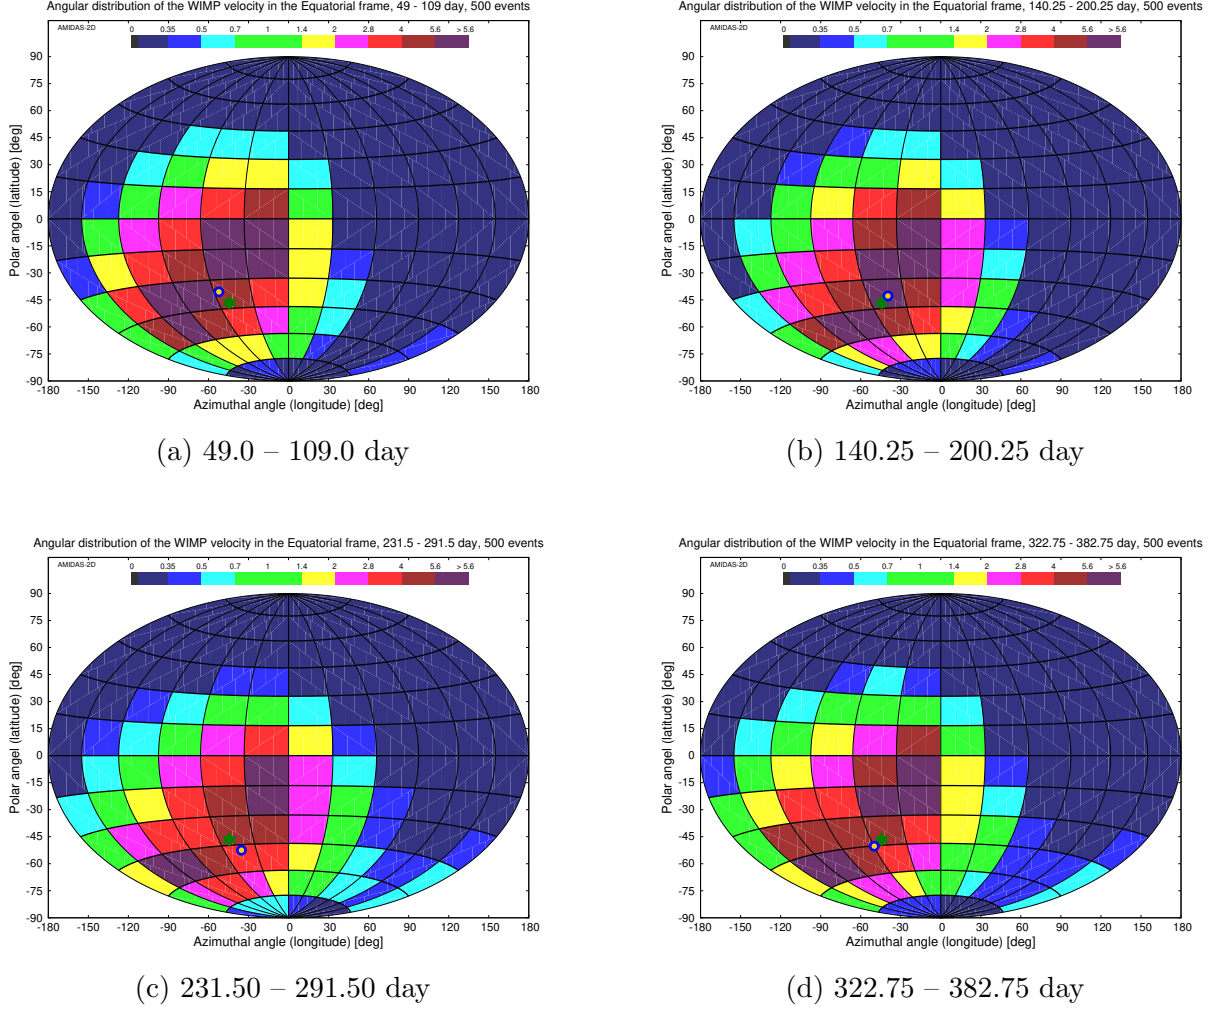 Angular distribution of the WIMP velocity in the Equatorial frame, 49 - 109 day, 500 events
AMIDAS-2D
0 0.35 0.5 0.7 1 1.4 2 2.8 4 5.6 > 5.6
Polar angel (latitude) [deg]
90
75
60
45
30
15
0
-15
-30
-45
-60
-75
-90
-180 -150 -120 -90 -60 -30 0 30 60 90 120 150 180
Azimuthal angle (longitude) [deg]
(a) 49.0 – 109.0 day
Angular distribution of the WIMP velocity in the Equatorial frame, 140.25 - 200.25 day, 500 events
AMIDAS-2D
0 0.35 0.5 0.7 1 1.4 2 2.8 4 5.6 > 5.6
Polar angel (latitude) [deg]
90
75
60
45
30
15
0
-15
-30
-45
-60
-75
-90
-180 -150 -120 -90 -60 -30 0 30 60 90 120 150 180
Azimuthal angle (longitude) [deg]
(b) 140.25 – 200.25 day
Angular distribution of the WIMP velocity in the Equatorial frame, 231.5 - 291.5 day, 500 events
AMIDAS-2D
0 0.35 0.5 0.7 1 1.4 2 2.8 4 5.6 > 5.6
Polar angel (latitude) [deg]
90
75
60
45
30
15
0
-15
-30
-45
-60
-75
-90
-180 -150 -120 -90 -60 -30 0 30 60 90 120 150 180
Azimuthal angle (longitude) [deg]
(c) 231.50 – 291.50 day
Angular distribution of the WIMP velocity in the Equatorial frame, 322.75 - 382.75 day, 500 events
AMIDAS-2D
0 0.35 0.5 0.7 1 1.4 2 2.8 4 5.6 > 5.6
Polar angel (latitude) [deg]
90
75
60
45
30
15
0
-15
-30
-45
-60
-75
-90
-180 -150 -120 -90 -60 -30 0 30 60 90 120 150 180
Azimuthal angle (longitude) [deg]
(d) 322.75 – 382.75 day